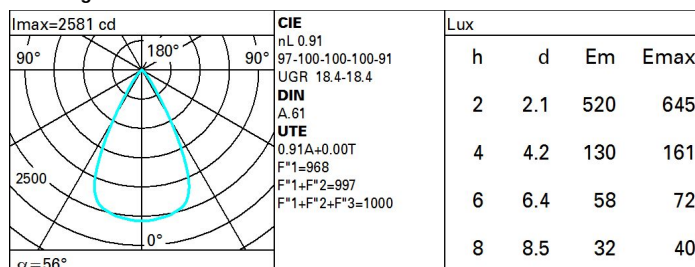 Imax=2581 cd
90°
180°
90°
2500
0°
α=56°
CIE
nL 0.91
97-100-100-100-91
UGR 18.4-18.4
DIN
A.61
UTE
0.91A+0.00T
F"1=968
F"1+F"2=997
F"1+F"2+F"3=1000
Lux
h d Em Emax
2 2.1 520 645
4 4.2 130 161
6 6.4 58 72
8 8.5 32 40